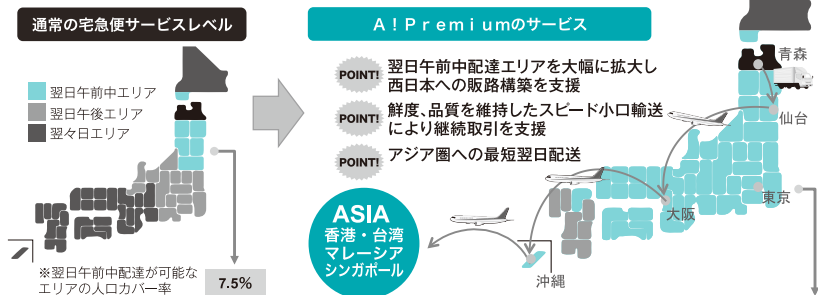 通常の宅急便サービスレベル
翌日午前中エリア
翌日午後エリア
翌々日エリア
※翌日午前中配達が可能な
エリアの人口カバー率
7.5%
A！Premiumのサービス
POINT!
翌日午前中配達エリアを大幅に拡大し
西日本への販路構築を支援
POINT!
鮮度、品質を維持したスピード小口輸送
により継続取引を支援
POINT!
アジア圏への最短翌日配送
ASIA
香港・台湾
マレーシア
シンガポール
青森
仙台
東京
大阪
沖縄